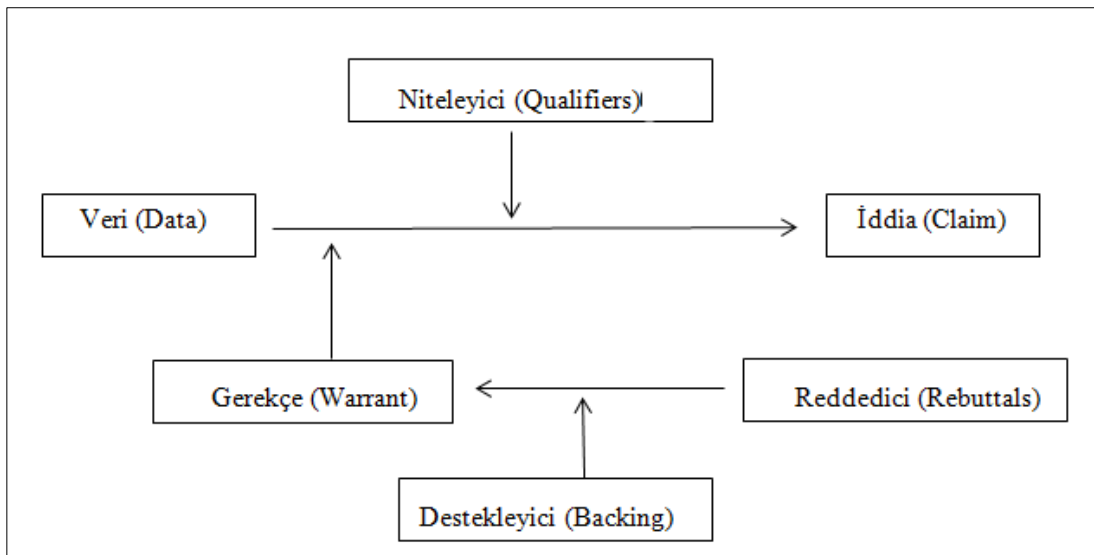 Niteleyici (Qualifiers)
Veri (Data)
İddia (Claim)
Gerekçe (Warrant)
Reddedici (Rebuttals)
Destekleyici (Backing)